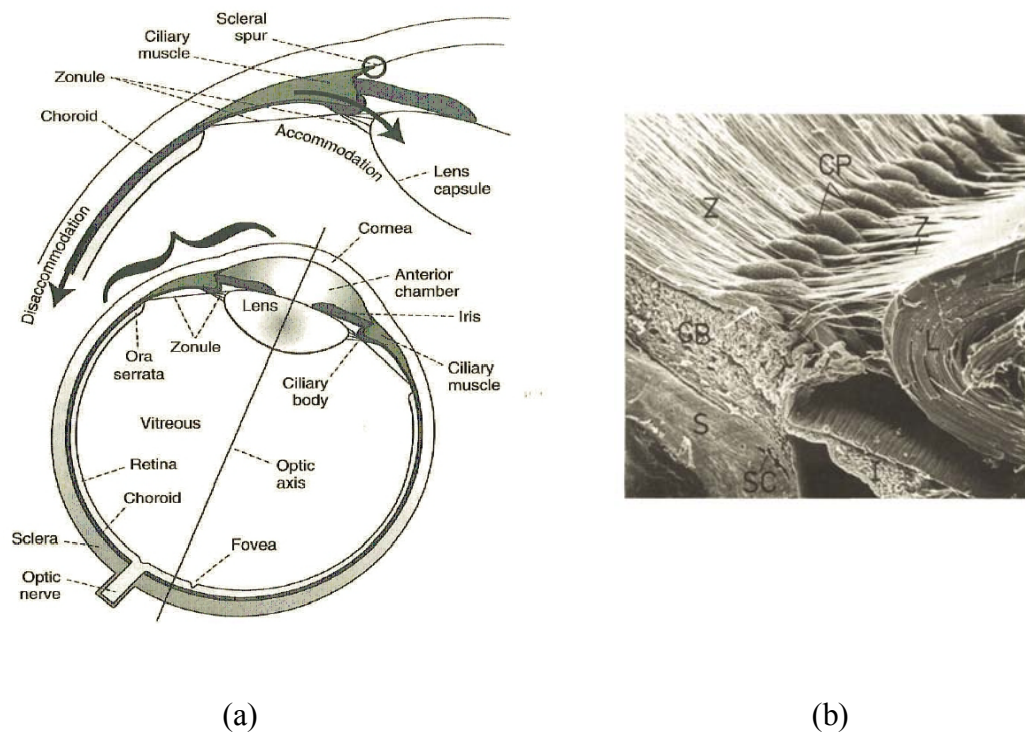 Scleral
spur
Ciliary
muscle
Zonule
Choroid
Accommodation
Lens
capsule
Disaccommodation
Cornea
Anterior
chamber
Lens
Iris
Ora
serrata
Zonule
Ciliary
body
Ciliary
muscle
Vitreous
Retina
Optic
axis
Choroid
Sclera
Fovea
Optic
nerve
CP
Z
Z
CB
L
S
SC
I
(a)
(b)